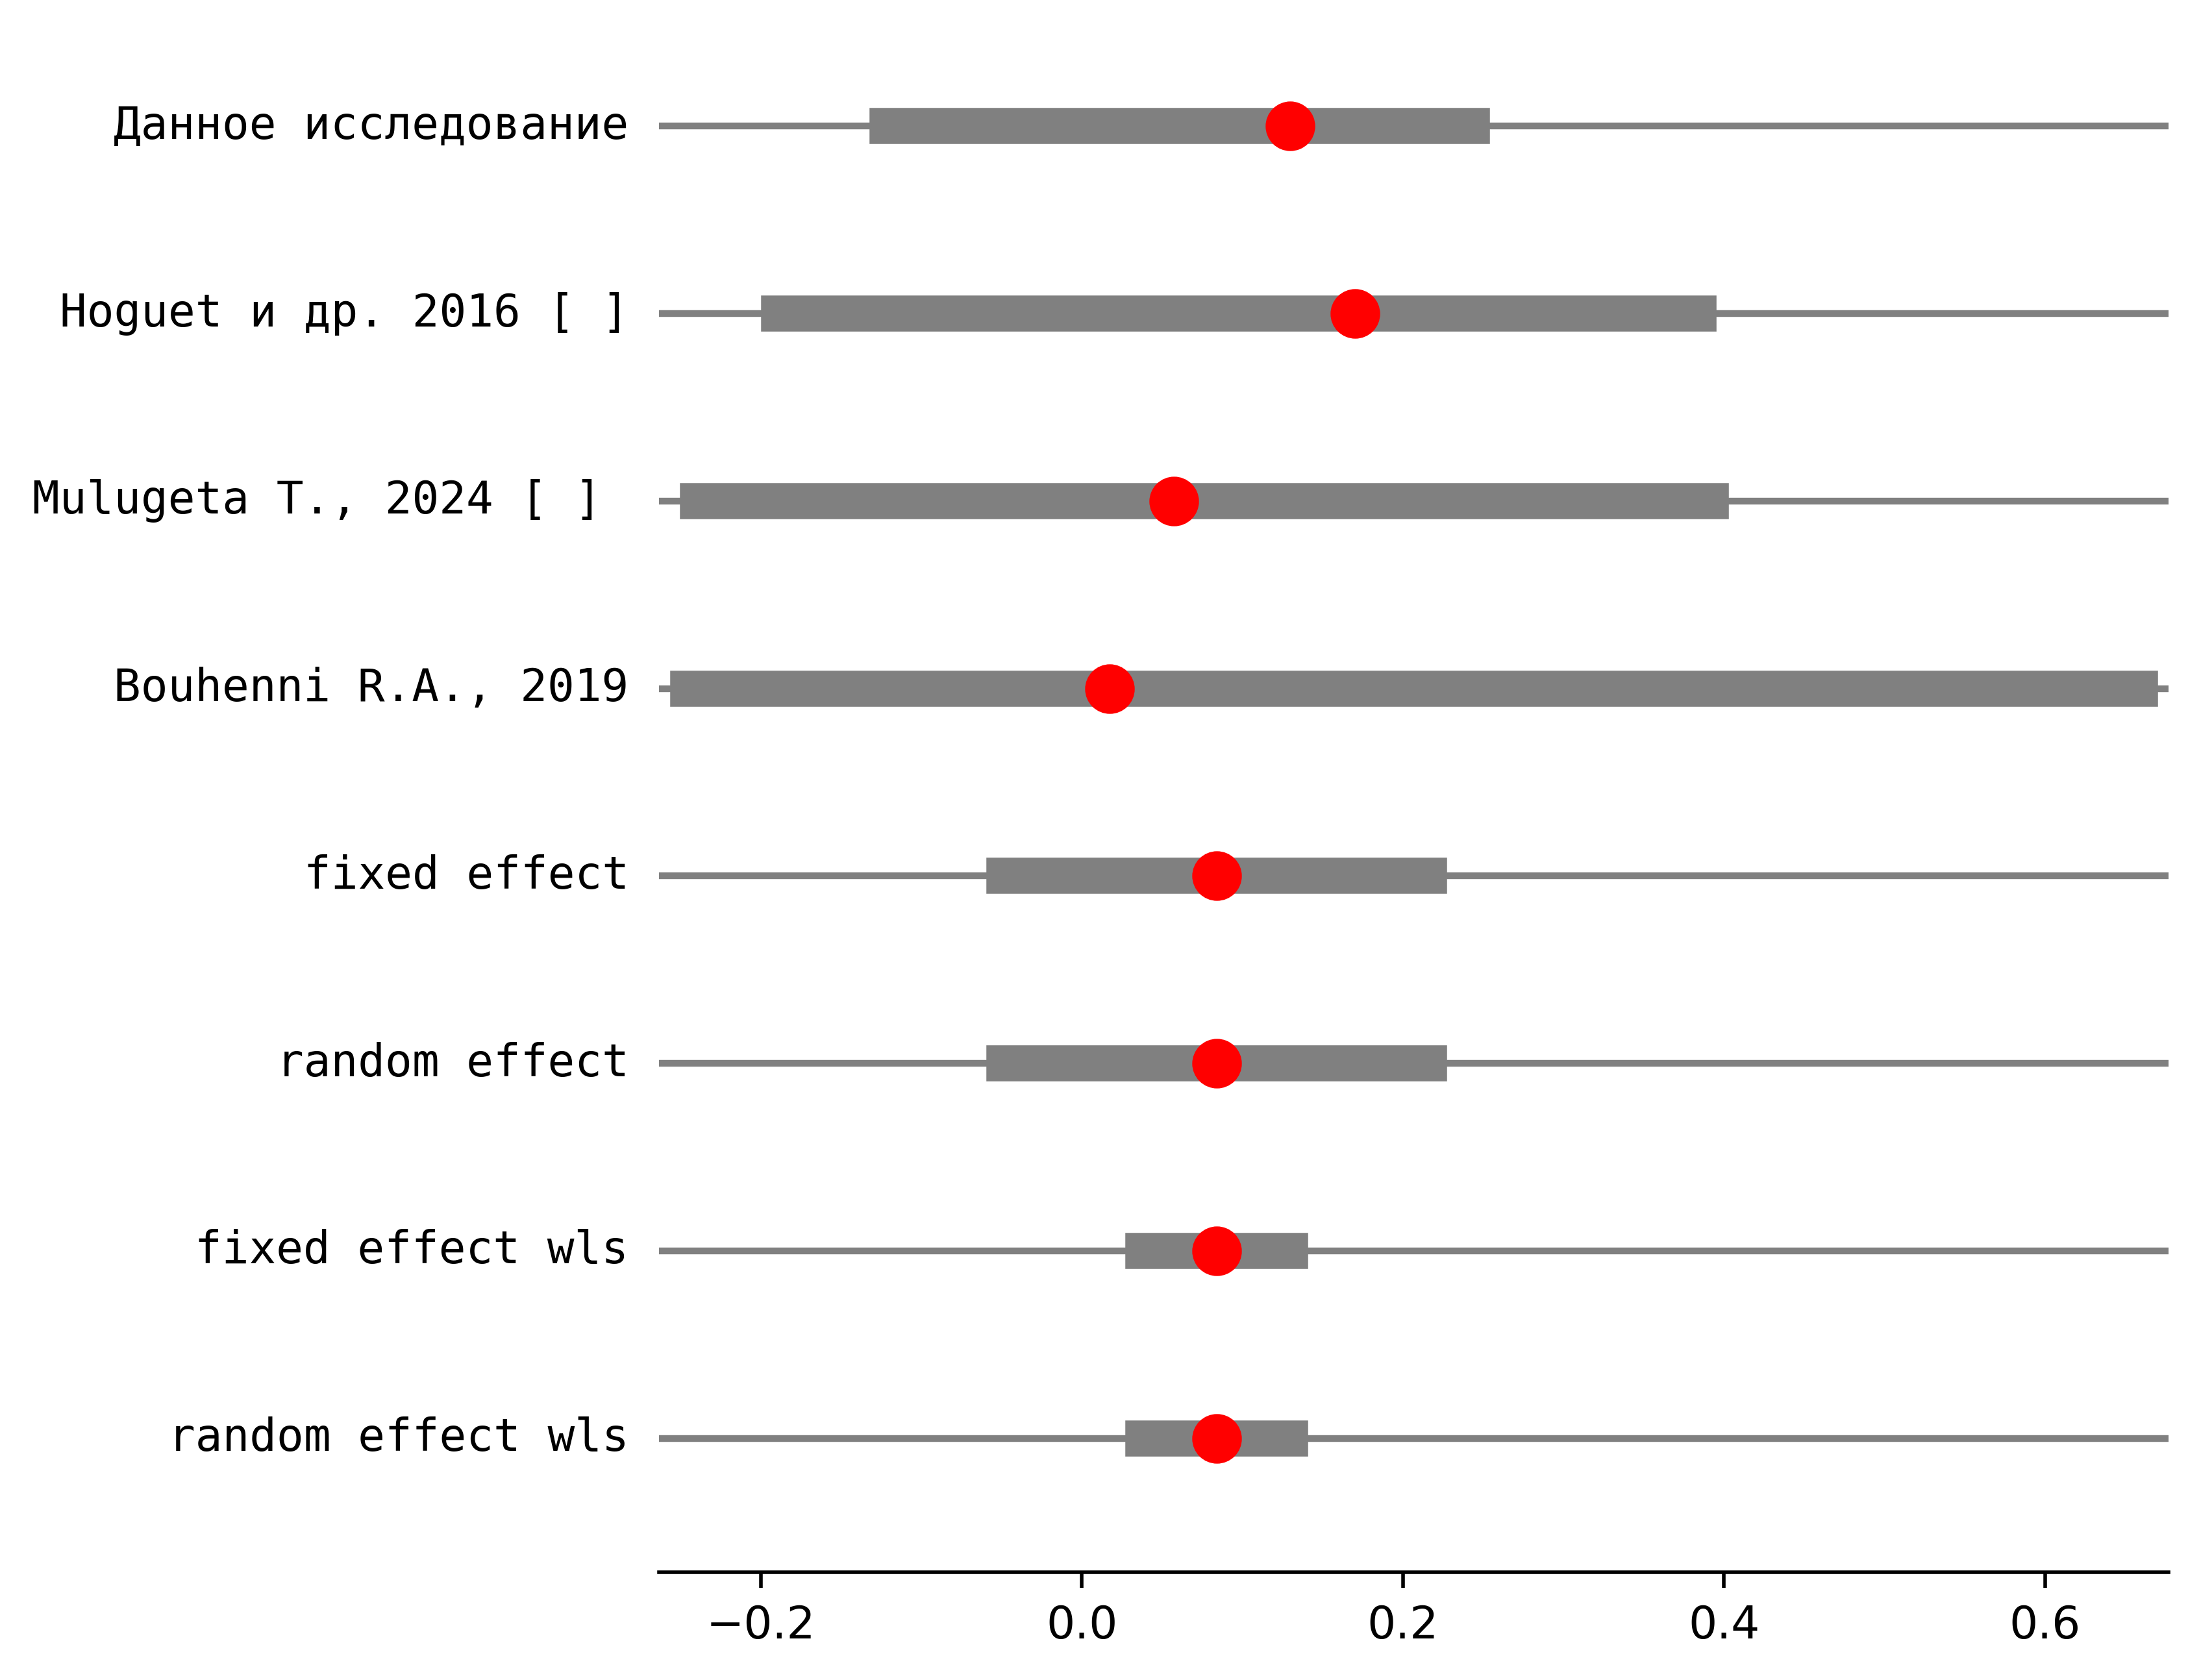 Данное исследование
Hoguet и др. 2016 [ ]
Mulugeta T., 2024 [ ]
Bouhenni R.A., 2019
fixed effect
random effect
fixed effect wls
random effect wls
−0.2 0.0 0.2 0.4 0.6